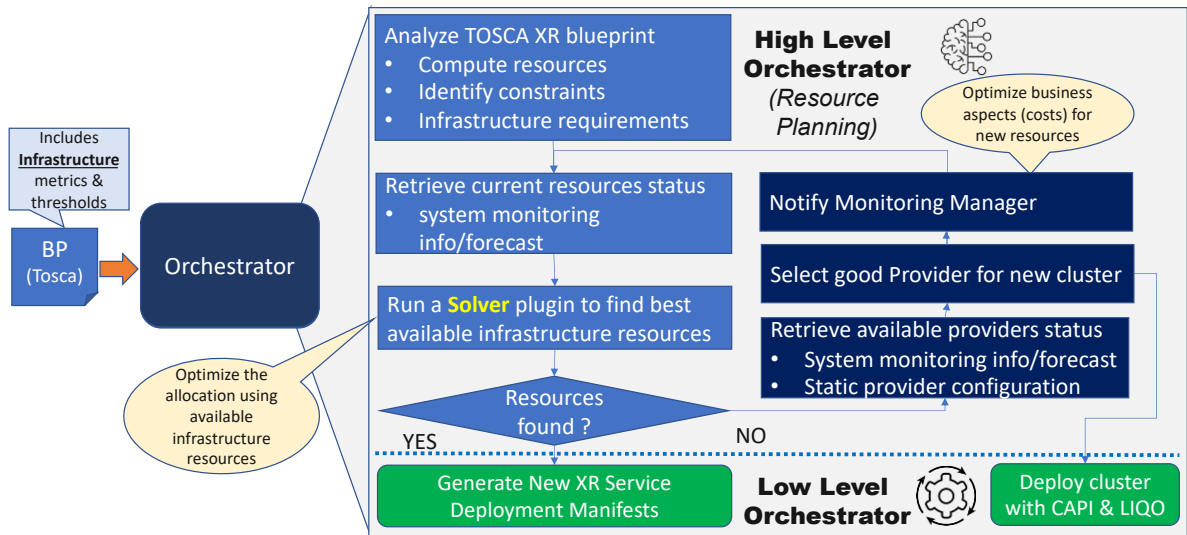 Includes
Infrastructure
metrics &
thresholds
BP
(Tosca)
Orchestrator
Optimize the
allocation using
available
infrastructure
resources
Analyze TOSCA XR blueprint
• Compute resources
• Identify constraints
• Infrastructure requirements
Retrieve current resources status
• system monitoring
info/forecast
Run a Solver plugin to find best
available infrastructure resources
Resources
found ?
YES
NO
High Level
Orchestrator
(Resource
Planning)
Optimize business
aspects (costs) for
new resources
Notify Monitoring Manager
Select good Provider for new cluster
Retrieve available providers status
• System monitoring info/forecast
• Static provider configuration
Generate New XR Service
Deployment Manifests
Low Level
Orchestrator
Deploy cluster
with CAPI & LIQO